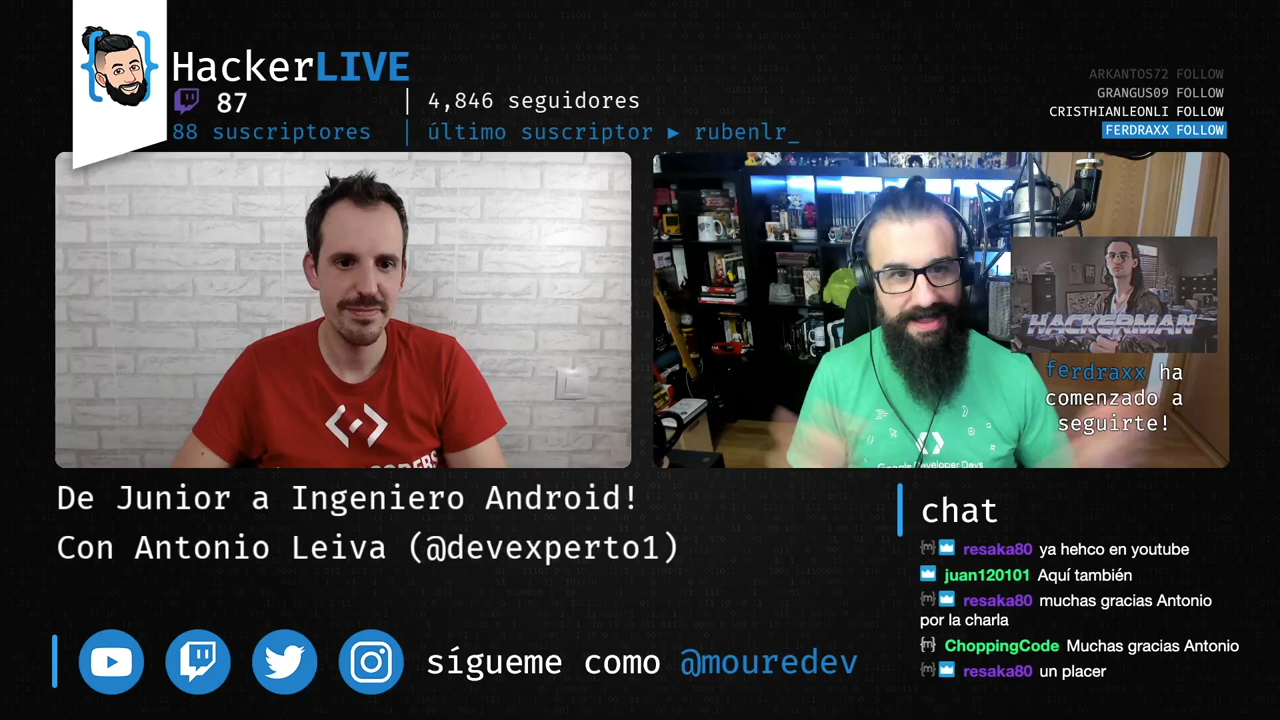 HackerLIVE
87 | 4,846 seguidores
88 suscriptores | último suscriptor ▸ rubenlr_
ARKANTOS72 FOLLOW
GRANGUS09 FOLLOW
CRISTHIANLEONLI FOLLOW
FERDRAXX FOLLOW
HACKERMAN
ferdraxx ha
comenzado a
seguirte!
Google Developer Days
De Junior a Ingeniero Android!
Con Antonio Leiva (@devexperto1)
chat
resaka80 ya hehco en youtube
juan120101 Aquí también
resaka80 muchas gracias Antonio
por la charla
ChoppingCode Muchas gracias Antonio
resaka80 un placer
sígueme como @mouredev